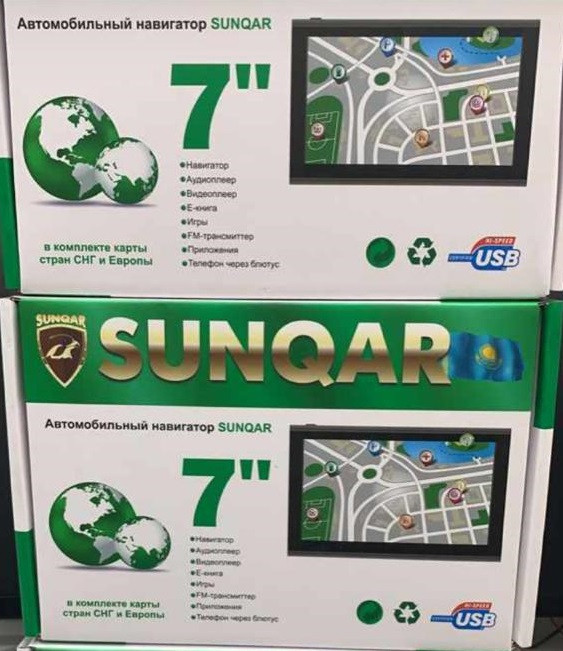 Автомобильный навигатор SUNQAR
7"
•Навигатор
•Аудиоплеер
•Видеоплеер
•Е-книга
•Игры
•FM-трансмиттер
•Приложения
•Телефон через блютус
в комплекте карты
стран СНГ и Европы
HI-SPEED
CERTIFIED
USB
SUNQAR
SUNQAR
Автомобильный навигатор SUNQAR
7"
•Навигатор
•Аудиоплеер
•Видеоплеер
•Е-книга
•Игры
•FM-трансмиттер
•Приложения
•Телефон через блютус
в комплекте карты
стран СНГ и Европы
HI-SPEED
CERTIFIED
USB